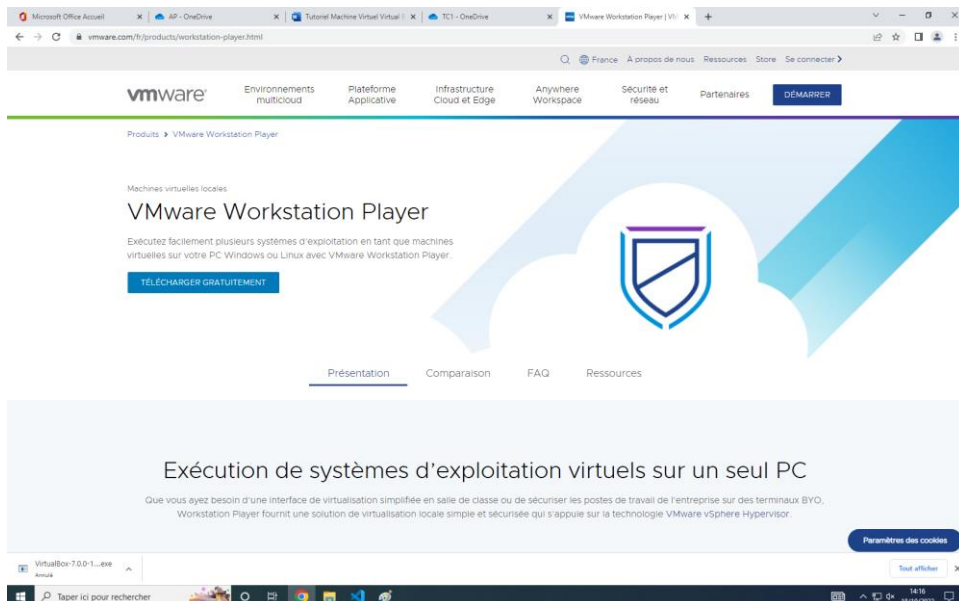 Microsoft Office Accueil
AP - OneDrive
Tutoriel Machine Virtuel Virtual
TC1 - OneDrive
VMware Workstation Player | VM
vmware.com/fr/products/workstation-player.html
France À propos de nous Ressources Store Se connecter
vmware
Environnements multicloud
Plateforme Applicative
Infrastructure Cloud et Edge
Anywhere Workspace
Sécurité et réseau
Partenaires
DÉMARRER
Produits > VMware Workstation Player
Machines virtuelles locales
VMware Workstation Player
Exécutez facilement plusieurs systèmes d'exploitation en tant que machines
virtuelles sur votre PC Windows ou Linux avec VMware Workstation Player.
TÉLÉCHARGER GRATUITEMENT
Présentation Comparaison FAQ Ressources
Exécution de systèmes d'exploitation virtuels sur un seul PC
Que vous ayez besoin d'une interface de virtualisation simplifiée en salle de classe ou de sécuriser les postes de travail de l'entreprise sur des terminaux BYO,
Workstation Player fournit une solution de virtualisation locale simple et sécurisée qui s'appuie sur la technologie VMware vSphere Hypervisor.
Paramètres des cookies
VirtualBox-7.0.0-1....exe
Annulé
Tout afficher
Taper ici pour rechercher
14:16